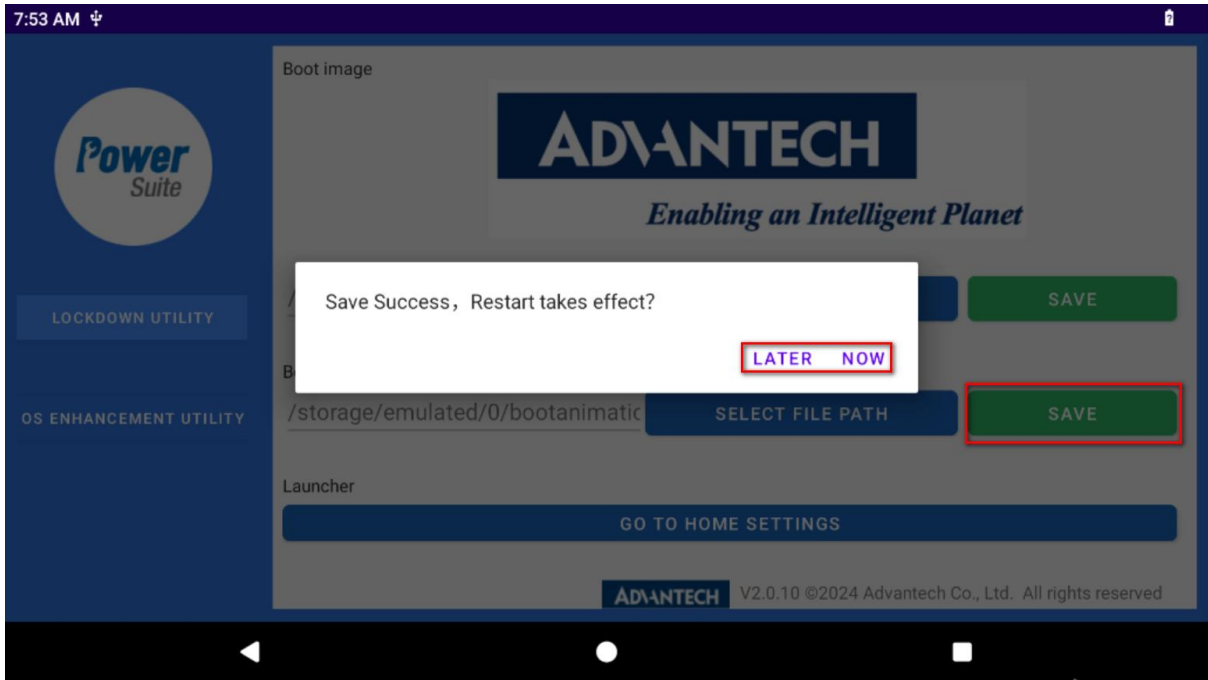 7:53 AM
Boot image
ADVANTECH
Enabling an Intelligent Planet
Power
Suite
LOCKDOWN UTILITY
OS ENHANCEMENT UTILITY
/
SAVE
Save Success，Restart takes effect?
LATER NOW
/storage/emulated/0/bootanimatic
SELECT FILE PATH
SAVE
Launcher
GO TO HOME SETTINGS
ADVANTECH V2.0.10 ©2024 Advantech Co., Ltd. All rights reserved